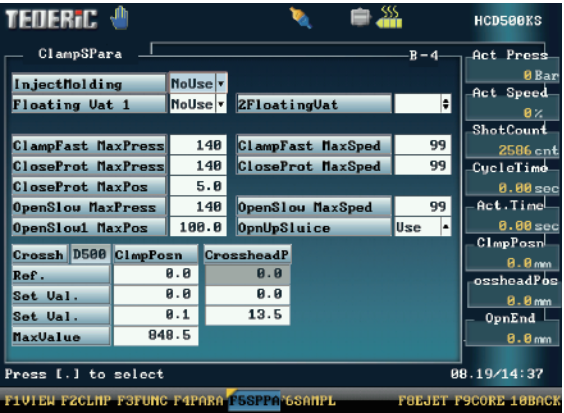 TEDERiC
HCD500KS
ClampSPara
B-4
InjectMolding NoUse
Floating Vat 1 NoUse 2FloatingVat
ClampFast MaxPress 140 ClampFast MaxSped 99
CloseProt MaxPress 140 CloseProt MaxSped 99
CloseProt MaxPos 5.0
OpenSlow MaxPress 140 OpenSlow MaxSped 99
OpenSlow1 MaxPos 100.0 OpnUpSluice Use
Crossh D500 ClmpPosn CrossheadP
Ref. 0.0 0.0
Set Val. 0.0 0.0
Set Val. 0.1 13.5
MaxValue 848.5
Act Press
0 Bar
Act Speed
0 %
ShotCount
2586 cnt
CycleTime
0.00 sec
Act.Time
0.00 sec
ClmpPosn
0.0 mm
ossheadPos
0.0 mm
OpnEnd
0.0 mm
Press [.] to select
08.19/14:37
F1VIEW F2CLMP F3FUNC F4PARA F5SPPA 6SAMPL F8EJET F9CORE 10BACK